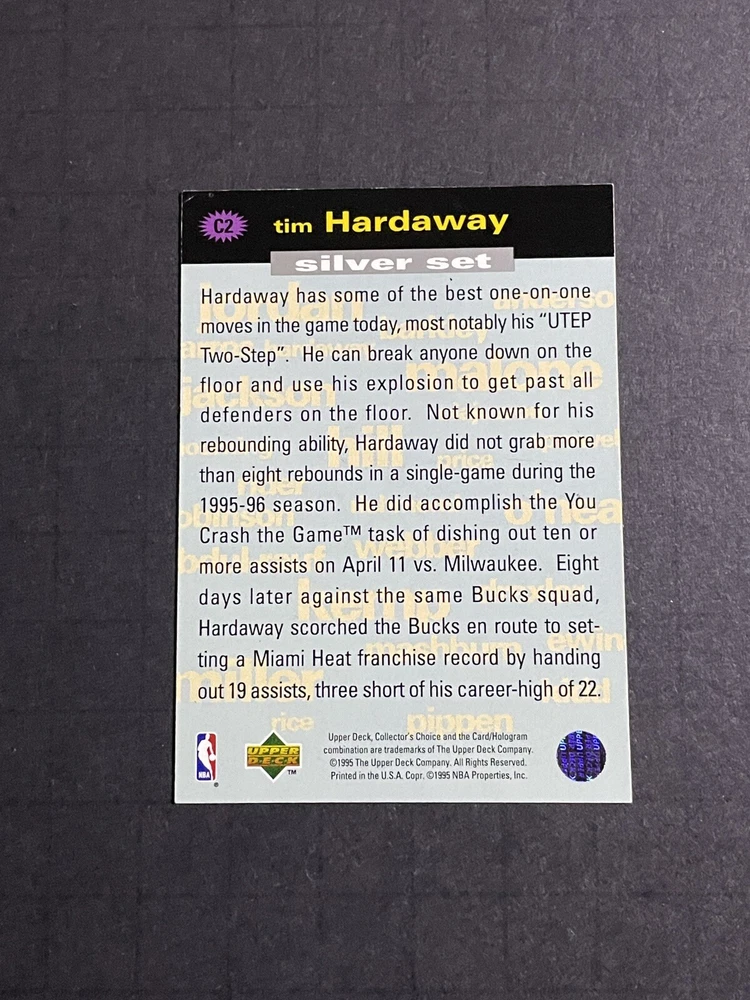 C2 tim Hardaway
silver set
Hardaway has some of the best one-on-one
moves in the game today, most notably his “UTEP
Two-Step”. He can break anyone down on the
floor and use his explosion to get past all
defenders on the floor. Not known for his
rebounding ability, Hardaway did not grab more
than eight rebounds in a single-game during the
1995-96 season. He did accomplish the You
Crash the Game™ task of dishing out ten or
more assists on April 11 vs. Milwaukee. Eight
days later against the same Bucks squad,
Hardaway scorched the Bucks en route to set-
ting a Miami Heat franchise record by handing
out 19 assists, three short of his career-high of 22.
rice pippen
NBA ®
UPPER
DECK ™
Upper Deck, Collector's Choice and the Card/Hologram
combination are trademarks of The Upper Deck Company.
©1995 The Upper Deck Company. All Rights Reserved.
Printed in the U.S.A. Copr. ©1995 NBA Properties, Inc.